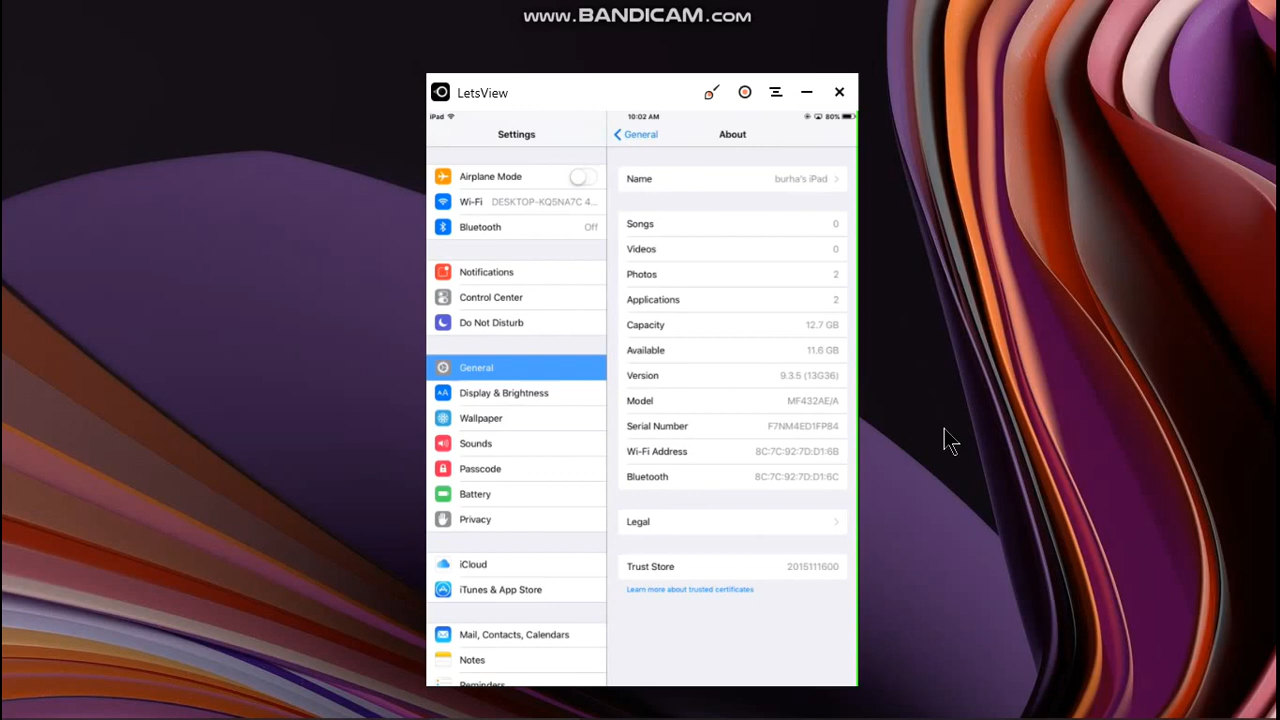 WWW.BANDICAM.COM
LetsView
iPad 10:02 AM 80%
Settings
Airplane Mode
Wi-Fi DESKTOP-KQ5NA7C 4...
Bluetooth Off
Notifications
Control Center
Do Not Disturb
General
AA Display & Brightness
Wallpaper
Sounds
Passcode
Battery
Privacy
iCloud
iTunes & App Store
Mail, Contacts, Calendars
Notes
Reminders
General About
Name burha's iPad
Songs 0
Videos 0
Photos 2
Applications 2
Capacity 12.7 GB
Available 11.6 GB
Version 9.3.5 (13G36)
Model MF432AE/A
Serial Number F7NM4ED1FP84
Wi-Fi Address 8C:7C:92:7D:D1:6B
Bluetooth 8C:7C:92:7D:D1:6C
Legal
Trust Store 2015111600
Learn more about trusted certificates